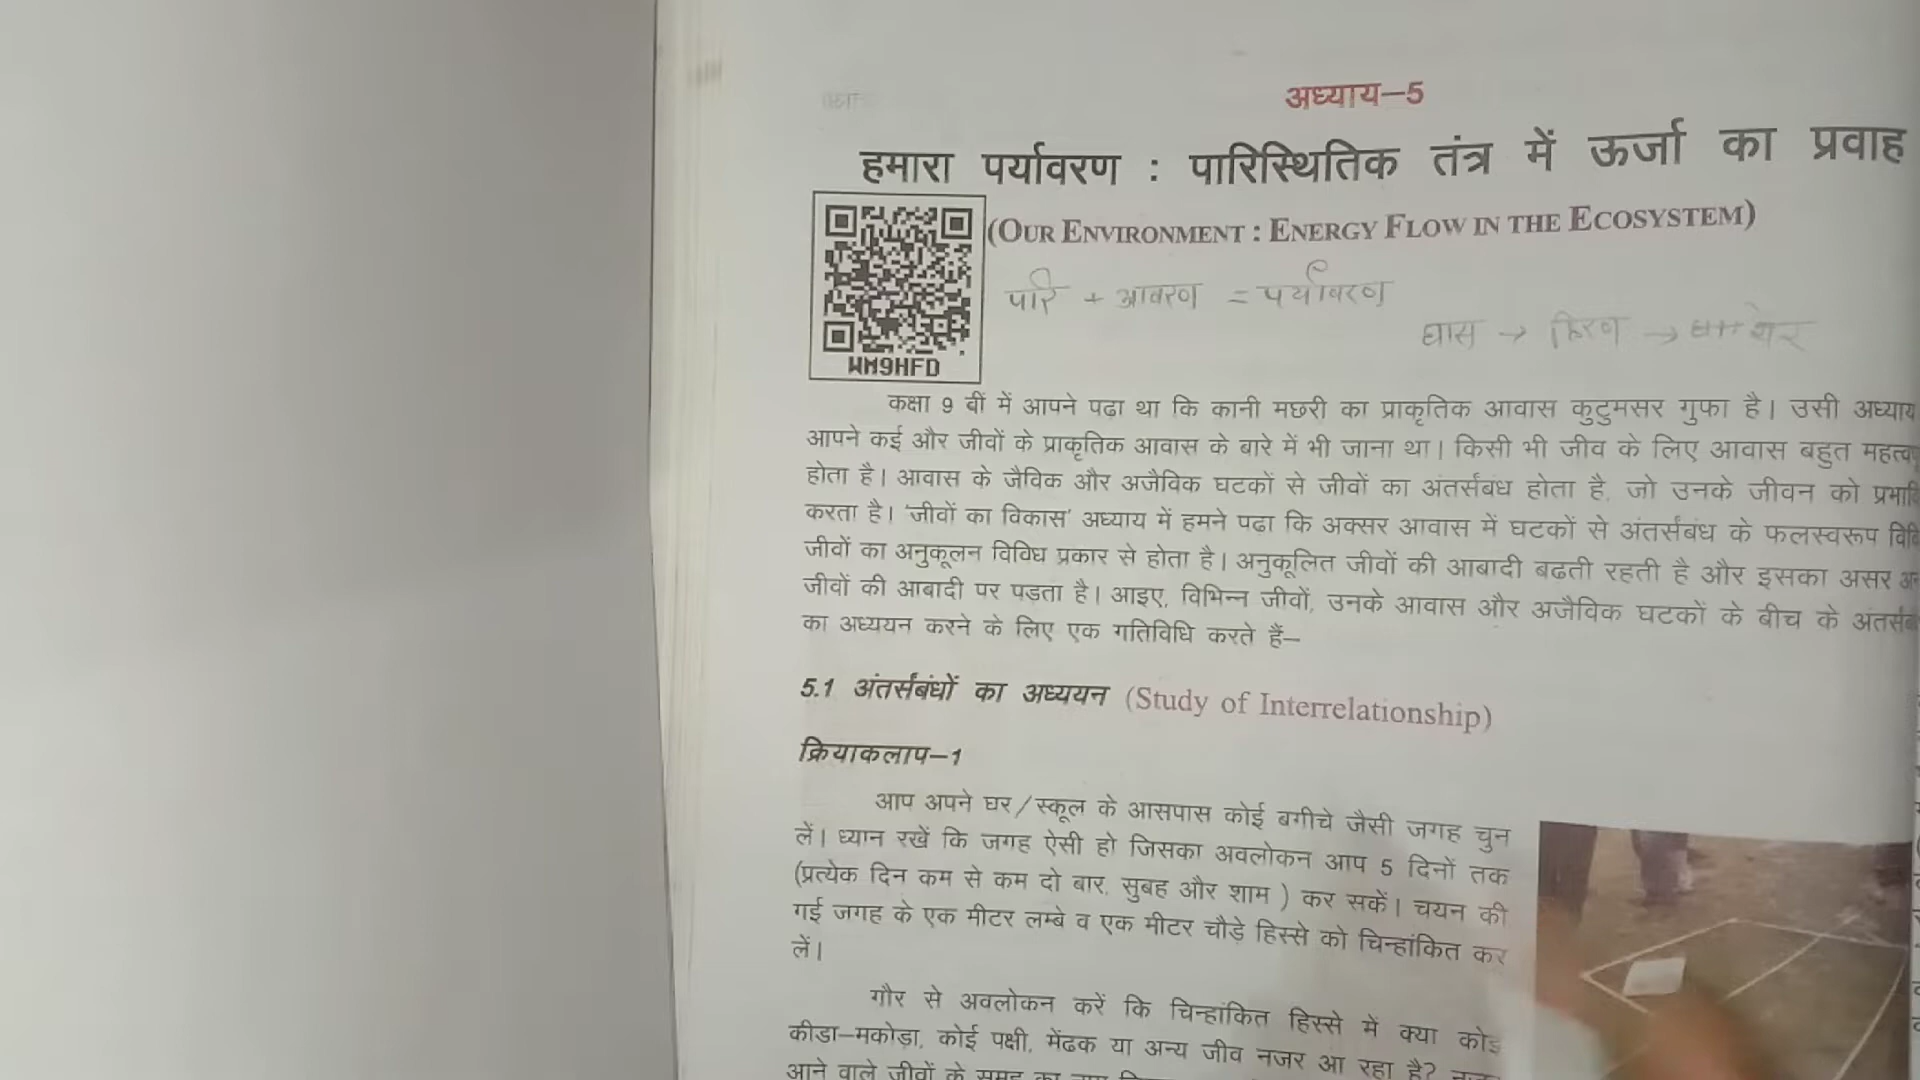 अध्याय–5
हमारा पर्यावरण : पारिस्थितिक तंत्र में ऊर्जा का प्रवाह
(OUR ENVIRONMENT : ENERGY FLOW IN THE ECOSYSTEM)
परि + आवरण = पर्यावरण
घास → हिरण → शेर
WM9HFD
कक्षा 9 वीं में आपने पढा था कि कानी मछरी का प्राकृतिक आवास कुटुमसर गुफा है। उसी अध्याय
आपने कई और जीवों के प्राकृतिक आवास के बारे में भी जाना था। किसी भी जीव के लिए आवास बहुत
होता है। आवास के जैविक और अजैविक घटकों से जीवों का अंतर्संबंध होता है, जो उनके जीवन को
करता है। 'जीवों का विकास' अध्याय में हमने पढा कि अक्सर आवास में घटकों से अंतर्संबंध के फलस्वरूप
जीवों का अनुकूलन विविध प्रकार से होता है। अनुकूलित जीवों की आबादी बढती रहती है और इसका असर
जीवों की आबादी पर पड़ता है। आइए, विभिन्न जीवों, उनके आवास और अजैविक घटकों के बीच के
का अध्ययन करने के लिए एक गतिविधि करते हैं–
5.1 अंतर्संबंधों का अध्ययन (Study of Interrelationship)
क्रियाकलाप–1
आप अपने घर/स्कूल के आसपास कोई बगीचे जैसी जगह चुन
लें। ध्यान रखें कि जगह ऐसी हो जिसका अवलोकन आप 5 दिनों तक
(प्रत्येक दिन कम से कम दो बार, सुबह और शाम ) कर सकें। चयन की
गई जगह के एक मीटर लम्बे व एक मीटर चौड़े हिस्से को चिन्हांकित कर
लें।
गौर से अवलोकन करें कि चिन्हांकित हिस्से में क्या कोई
कीडा–मकोड़ा, कोई पक्षी, मेंढक या अन्य जीव नजर आ रहा है?
आने वाले जीवों के समूह का